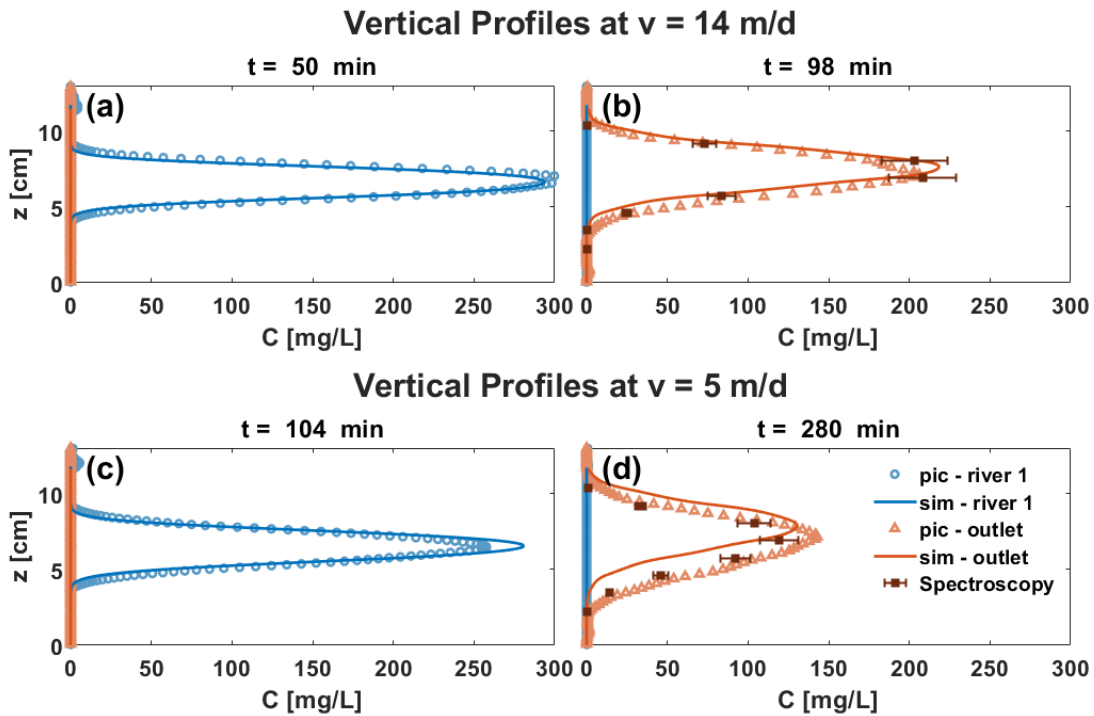 Vertical Profiles at v = 14 m/d
t = 50 min
t = 98 min
(a)
(b)
10
5
0
z [cm]
0 50 100 150 200 250 300
0 50 100 150 200 250 300
C [mg/L]
C [mg/L]
Vertical Profiles at v = 5 m/d
t = 104 min
t = 280 min
(c)
(d)
10
5
0
z [cm]
pic - river 1
sim - river 1
pic - outlet
sim - outlet
Spectroscopy
0 50 100 150 200 250 300
0 50 100 150 200 250 300
C [mg/L]
C [mg/L]